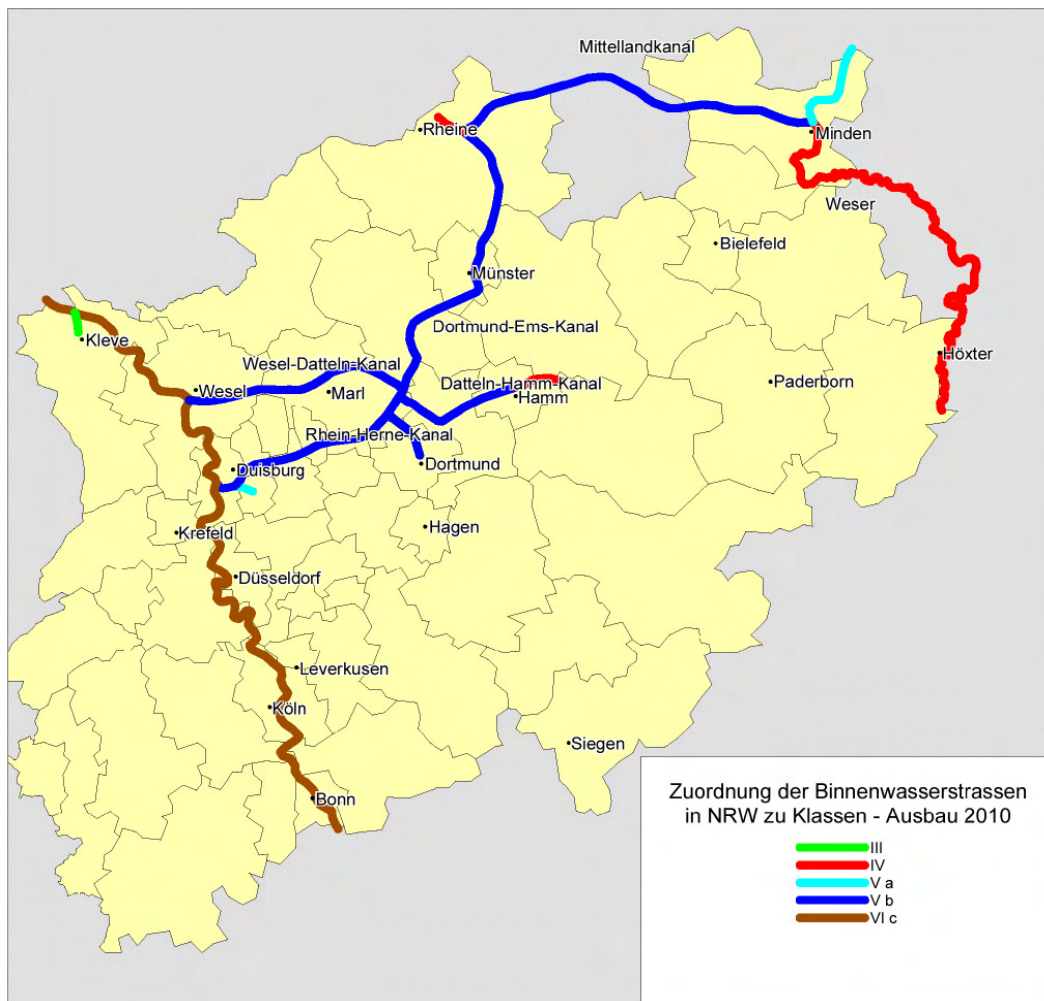 Mittellandkanal
Rheine
Minden
Weser
Bielefeld
Münster
Dortmund-Ems-Kanal
Kleve
Wesel-Datteln-Kanal
Höxter
Datteln-Hamm-Kanal
Paderborn
Wesel
Marl
Hamm
Rhein-Herne-Kanal
Duisburg
Dortmund
Hagen
Krefeld
Düsseldorf
Leverkusen
Köln
Siegen
Bonn
Zuordnung der Binnenwasserstrassen
in NRW zu Klassen - Ausbau 2010
III
IV
V a
V b
VI c